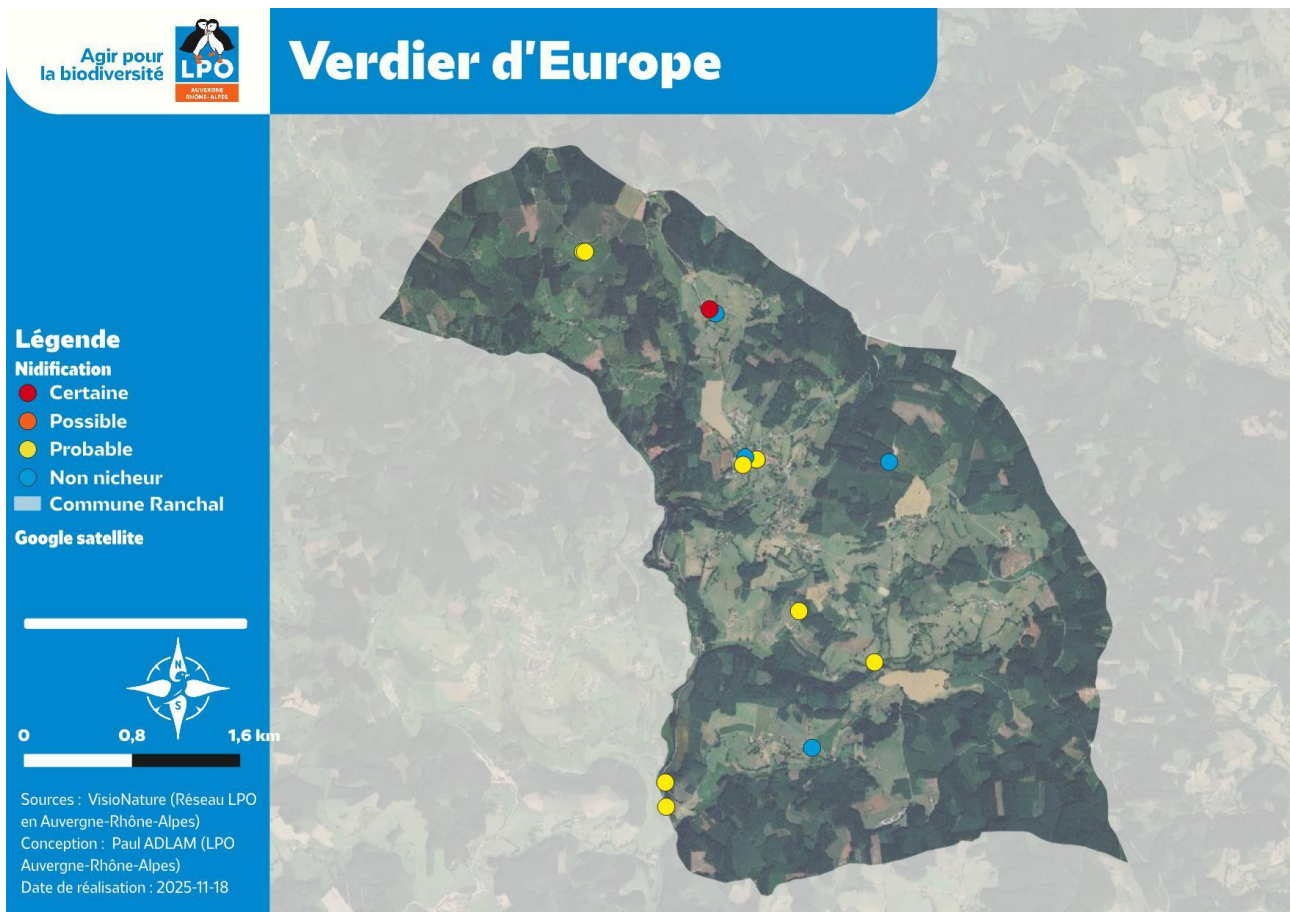 Agir pour
la biodiversité
LPO
AUVERGNE
RHÔNE-ALPES
Verdier d'Europe
Légende
Nidification
Certaine
Possible
Probable
Non nicheur
Commune Ranchal
Google satellite
N
S
0 0,8 1,6 km
Sources : VisioNature (Réseau LPO
en Auvergne-Rhône-Alpes)
Conception : Paul ADLAM (LPO
Auvergne-Rhône-Alpes)
Date de réalisation : 2025-11-18